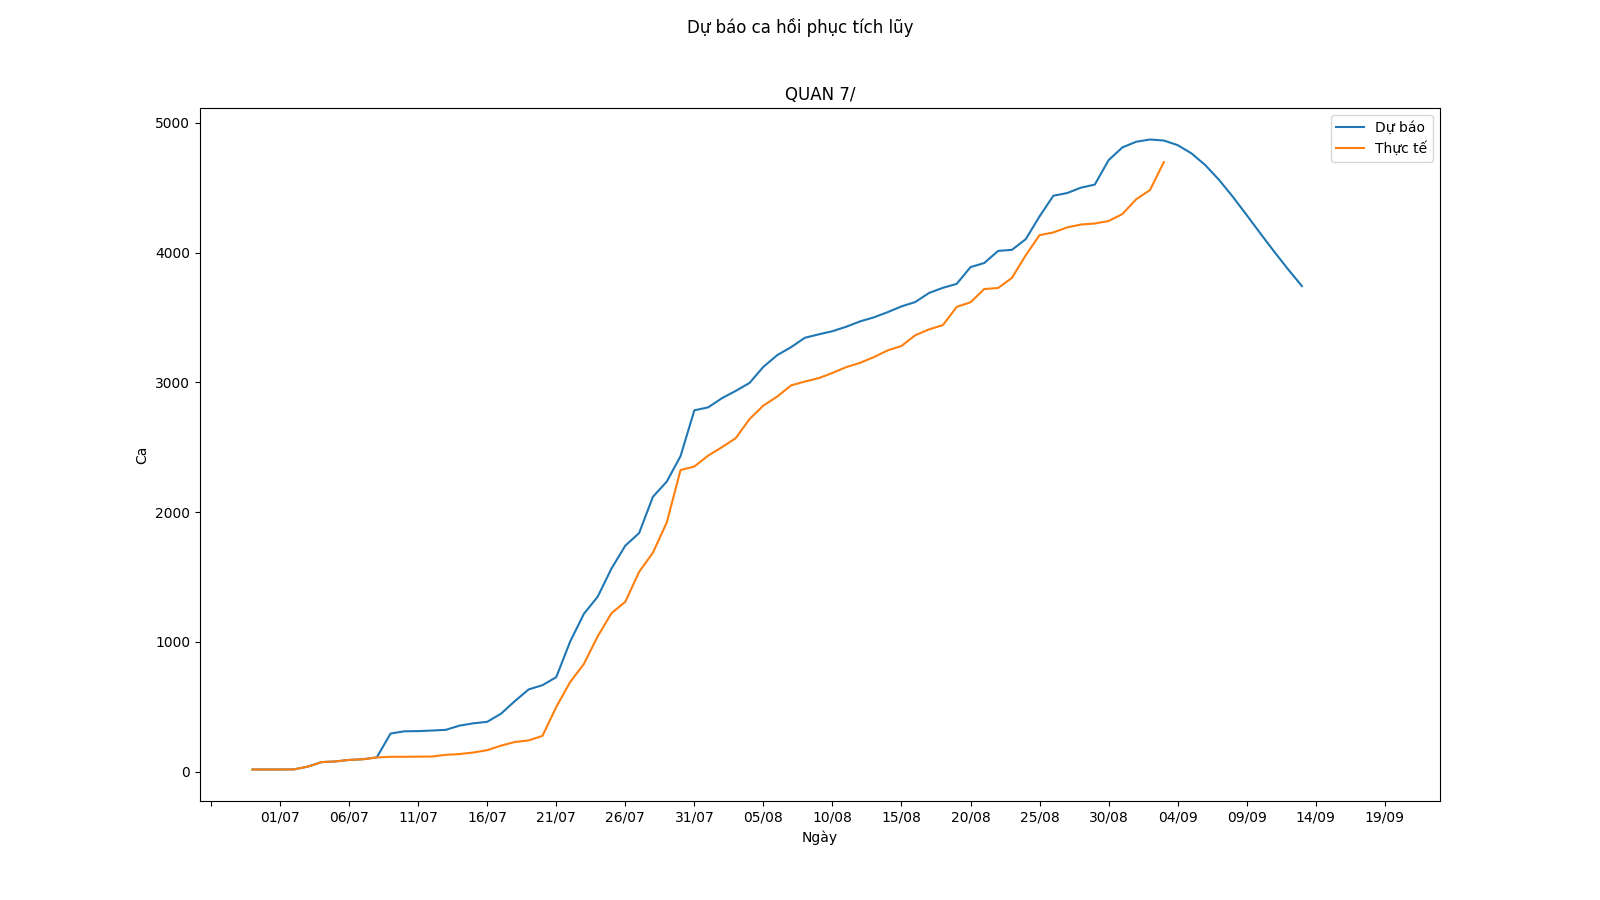 Dự báo ca hồi phục tích lũy
QUAN 7/
Dự báo
Thực tế
5000
4000
3000
2000
1000
0
Ca
01/07 06/07 11/07 16/07 21/07 26/07 31/07 05/08 10/08 15/08 20/08 25/08 30/08 04/09 09/09 14/09 19/09
Ngày